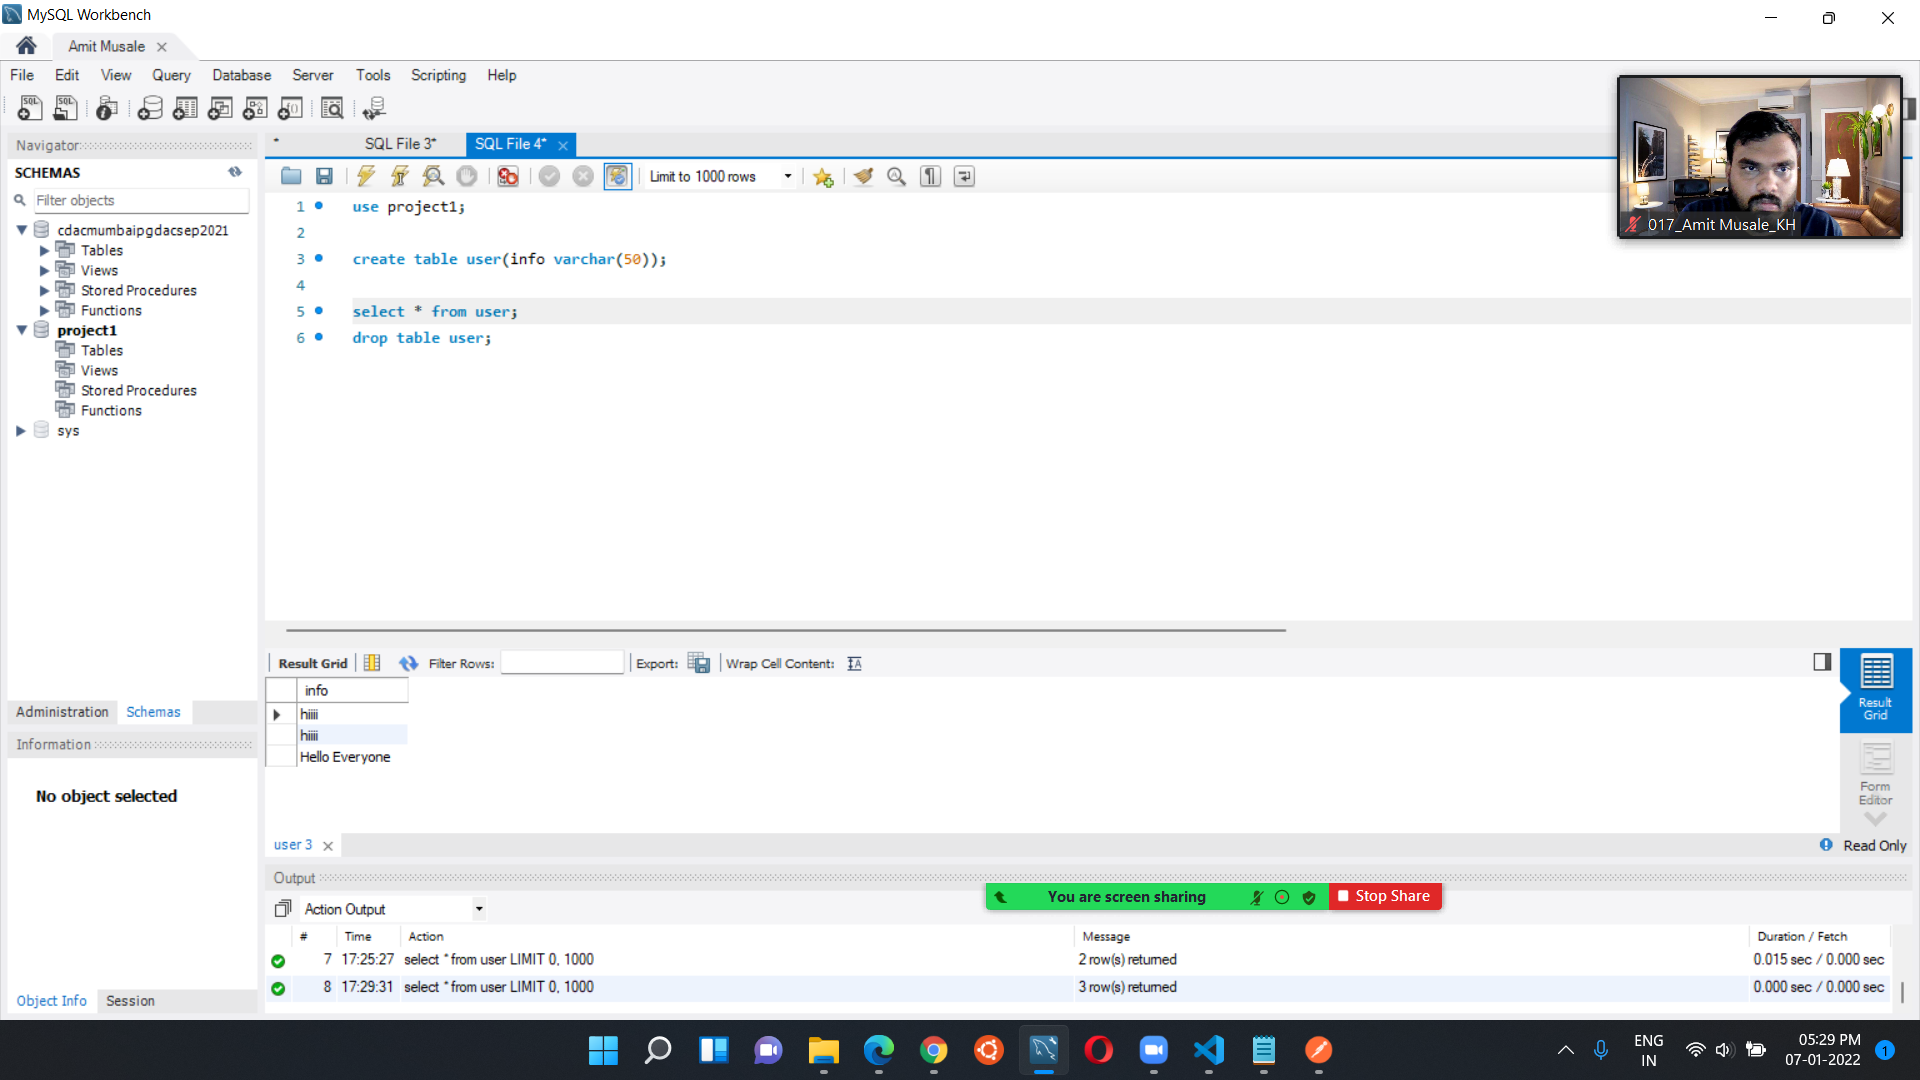 MySQL Workbench
Amit Musale
File Edit View Query Database Server Tools Scripting Help
017_Amit Musale_KH
Navigator
SCHEMAS
Filter objects
cdacmumbaipgdacsep2021
Tables
Views
Stored Procedures
Functions
project1
Tables
Views
Stored Procedures
Functions
sys
Administration Schemas
Information
No object selected
Object Info Session
* SQL File 3* SQL File 4*
Limit to 1000 rows
1 use project1;
2
3 create table user(info varchar(50));
4
5 select * from user;
6 drop table user;
Result Grid Filter Rows: Export: Wrap Cell Content:
info
hiiii
hiiii
Hello Everyone
Result
Grid
Form
Editor
user 3
Read Only
Output
You are screen sharing Stop Share
Action Output
# Time Action Message Duration / Fetch
7 17:25:27 select * from user LIMIT 0, 1000 2 row(s) returned 0.015 sec / 0.000 sec
8 17:29:31 select * from user LIMIT 0, 1000 3 row(s) returned 0.000 sec / 0.000 sec
ENG
IN
05:29 PM
07-01-2022
1